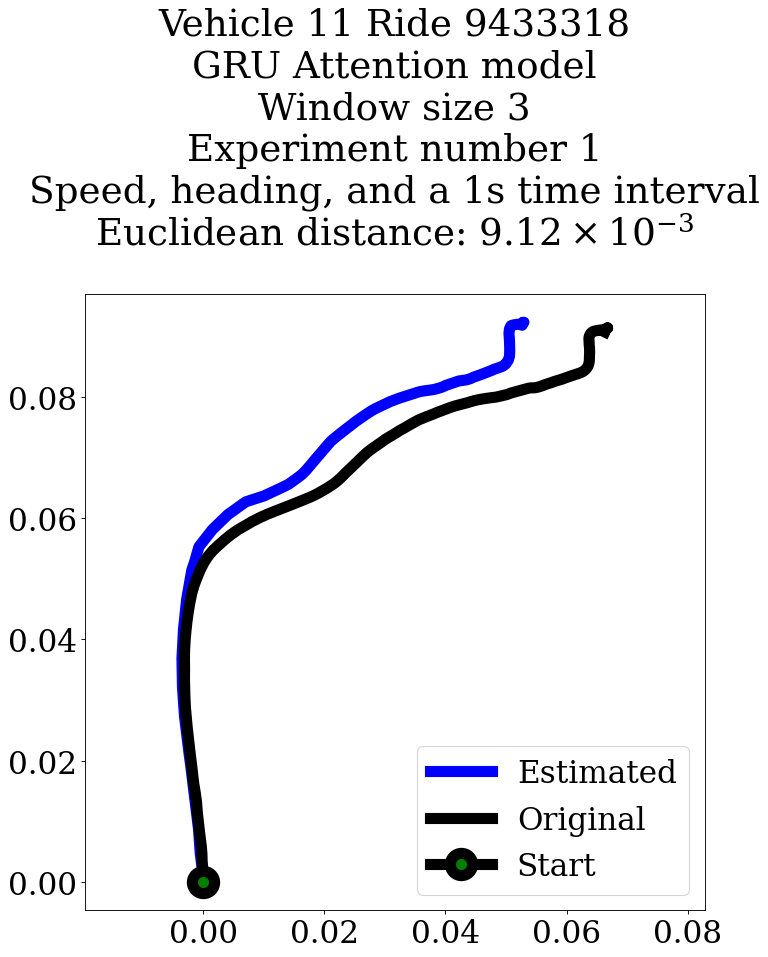 Vehicle 11 Ride 9433318
GRU Attention model
Window size 3
Experiment number 1
Speed, heading, and a 1s time interval
Euclidean distance: 9.12 × 10⁻³
0.08
0.06
0.04
0.02
0.00
Estimated
Original
Start
0.00 0.02 0.04 0.06 0.08